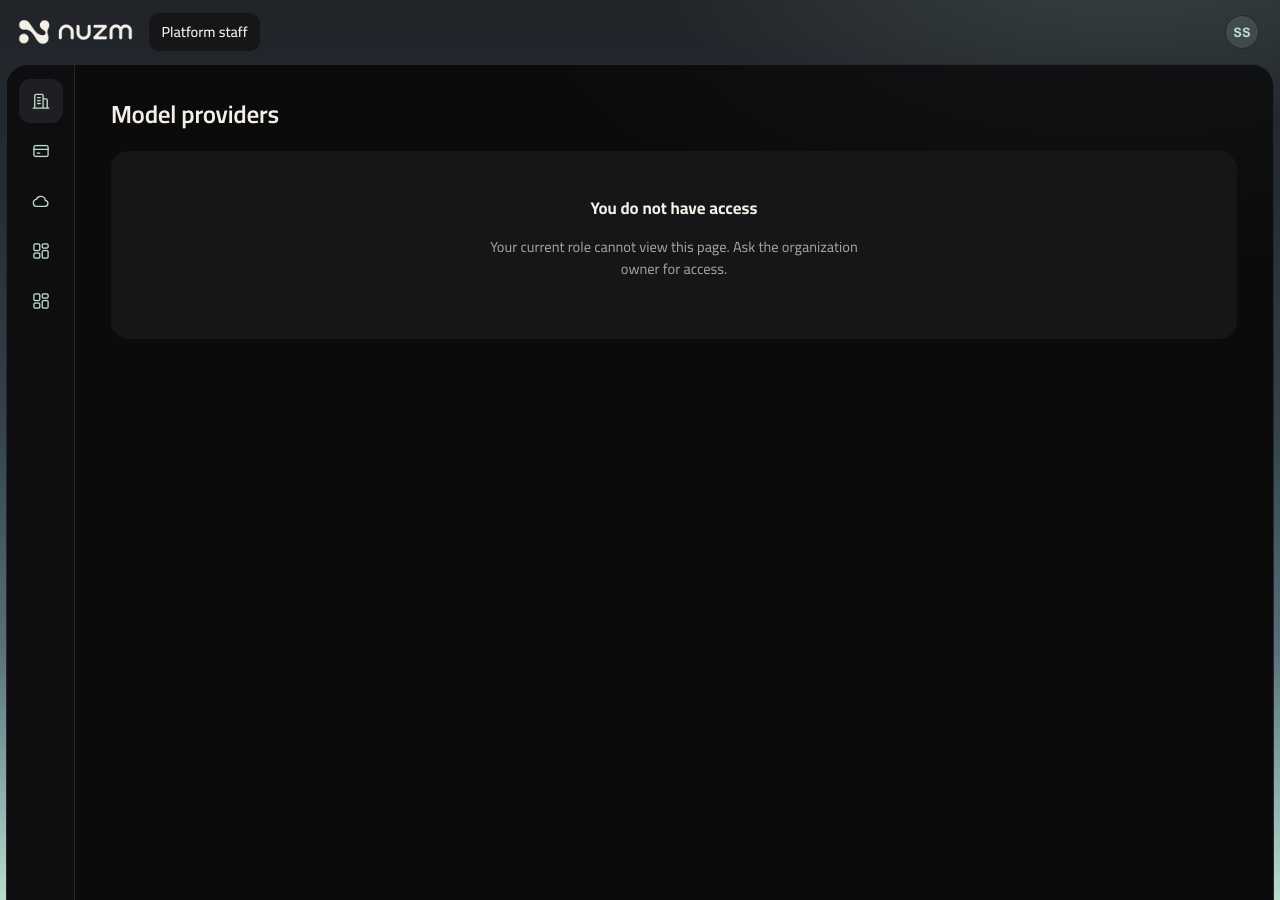 nuzm
Platform staff
SS
Model providers
You do not have access
Your current role cannot view this page. Ask the organization
owner for access.